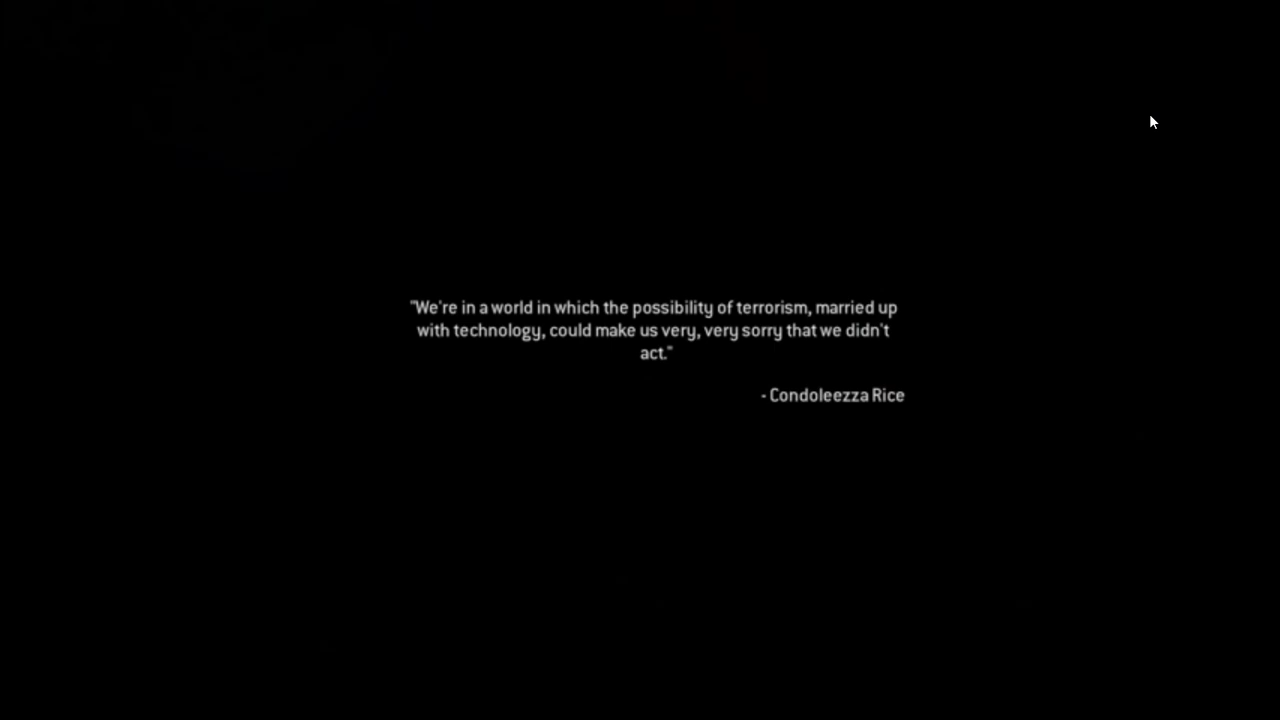 "We're in a world in which the possibility of terrorism, married up
with technology, could make us very, very sorry that we didn't
act."
- Condoleezza Rice